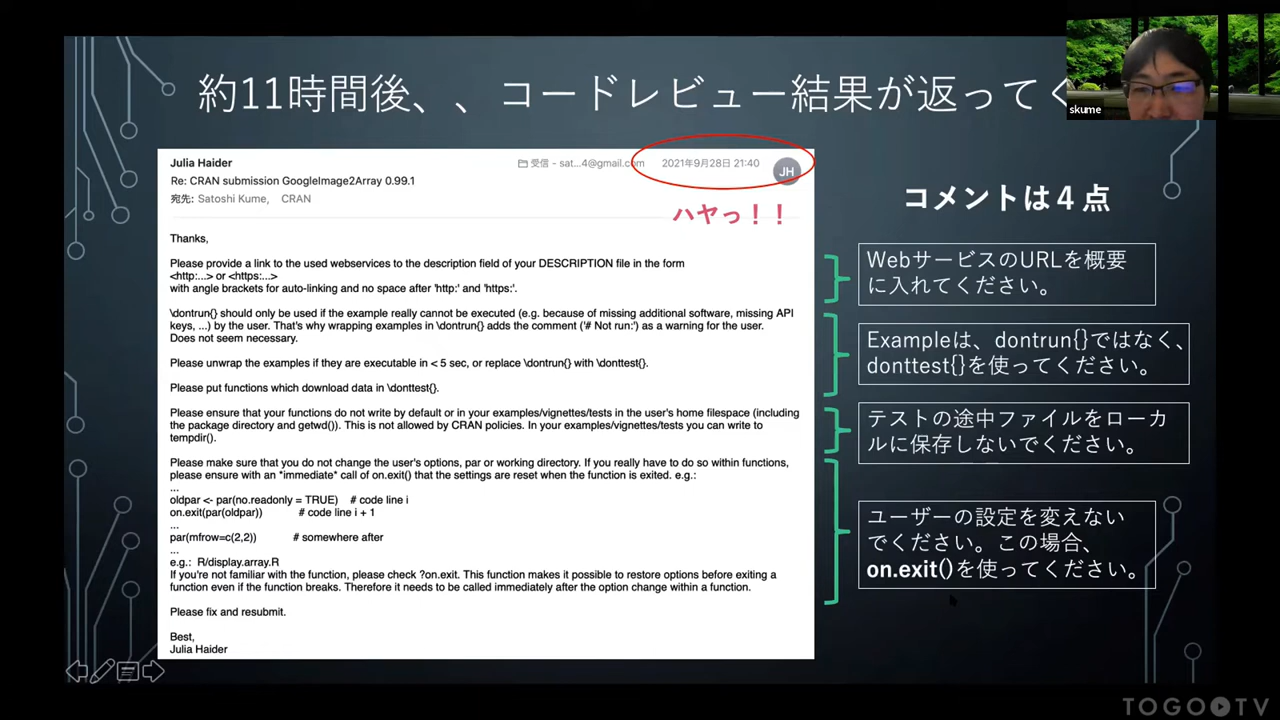 約11時間後、、コードレビュー結果が返ってく
skume
Julia Haider
受信 - sat...4@gmail.com
2021年9月28日 21:40
JH
Re: CRAN submission GoogleImage2Array 0.99.1
宛先: Satoshi Kume, CRAN
ハヤっ！！
Thanks,
Please provide a link to the used webservices to the description field of your DESCRIPTION file in the form
<http:...> or <https:...>
with angle brackets for auto-linking and no space after 'http:' and 'https:'.
\dontrun{} should only be used if the example really cannot be executed (e.g. because of missing additional software, missing API
keys, ...) by the user. That's why wrapping examples in \dontrun{} adds the comment ('# Not run:') as a warning for the user.
Does not seem necessary.
Please unwrap the examples if they are executable in < 5 sec, or replace \dontrun{} with \donttest{}.
Please put functions which download data in \donttest{}.
Please ensure that your functions do not write by default or in your examples/vignettes/tests in the user's home filespace (including
the package directory and getwd()). This is not allowed by CRAN policies. In your examples/vignettes/tests you can write to
tempdir().
Please make sure that you do not change the user's options, par or working directory. If you really have to do so within functions,
please ensure with an *immediate* call of on.exit() that the settings are reset when the function is exited. e.g.:
...
oldpar <- par(no.readonly = TRUE) # code line i
on.exit(par(oldpar)) # code line i + 1
...
par(mfrow=c(2,2)) # somewhere after
...
e.g.: R/display.array.R
If you're not familiar with the function, please check ?on.exit. This function makes it possible to restore options before exiting a
function even if the function breaks. Therefore it needs to be called immediately after the option change within a function.
Please fix and resubmit.
Best,
Julia Haider
コメントは４点
WebサービスのURLを概要
に入れてください。
Exampleは、dontrun{}ではなく、
donttest{}を使ってください。
テストの途中ファイルをローカ
ルに保存しないでください。
ユーザーの設定を変えない
でください。この場合、
on.exit()を使ってください。
TOGO TV